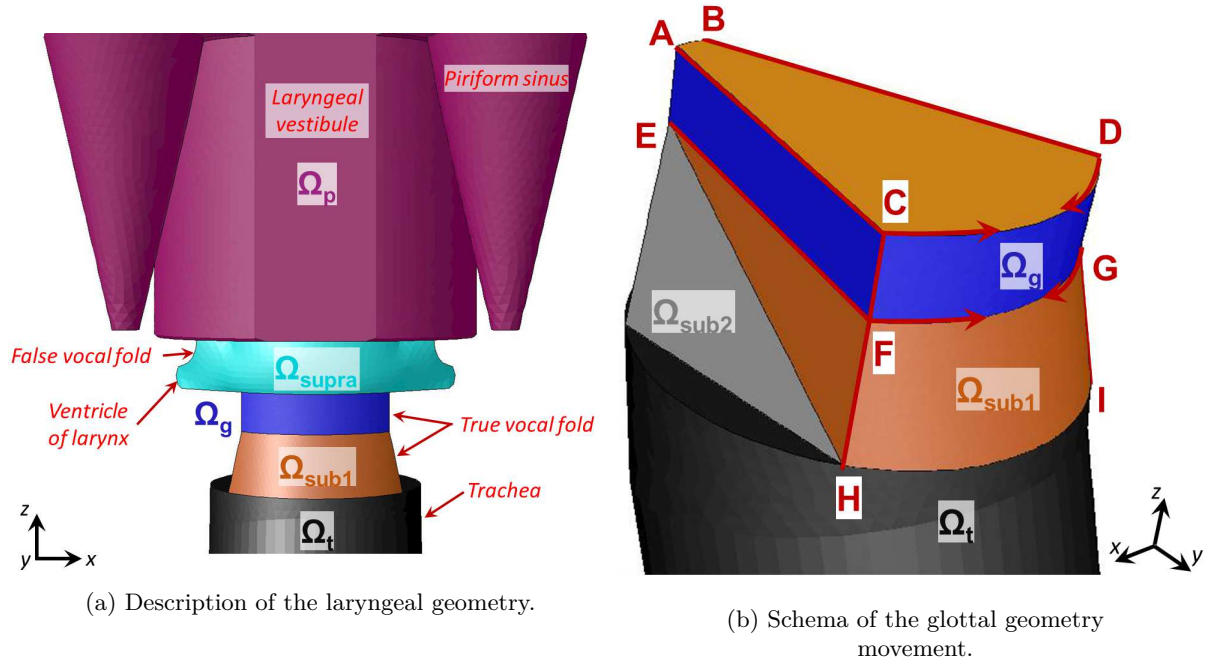 Piriform sinus
Laryngeal
vestibule
Ωp
False vocal fold
Ωsupra
Ventricle
of larynx
Ωg
True vocal fold
Ωsub1
Trachea
Ωt
z
y
x
(a) Description of the laryngeal geometry.
A
B
E
D
C
Ωg
G
Ωsub2
F
Ωsub1
I
H
Ωt
z
x
y
(b) Schema of the glottal geometry
movement.